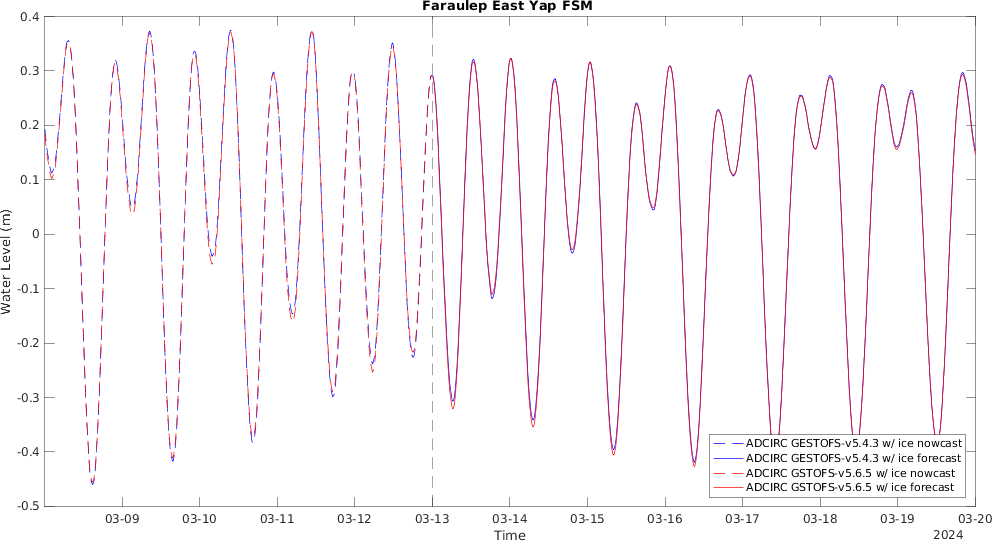 Faraulep East Yap FSM
0.4
0.3
0.2
0.1
0
-0.1
-0.2
-0.3
-0.4
-0.5
Water Level (m)
ADCIRC GESTOFS-v5.4.3 w/ ice nowcast
ADCIRC GESTOFS-v5.4.3 w/ ice forecast
ADCIRC GSTOFS-v5.6.5 w/ ice nowcast
ADCIRC GSTOFS-v5.6.5 w/ ice forecast
03-09 03-10 03-11 03-12 03-13 03-14 03-15 03-16 03-17 03-18 03-19 03-20
Time
2024